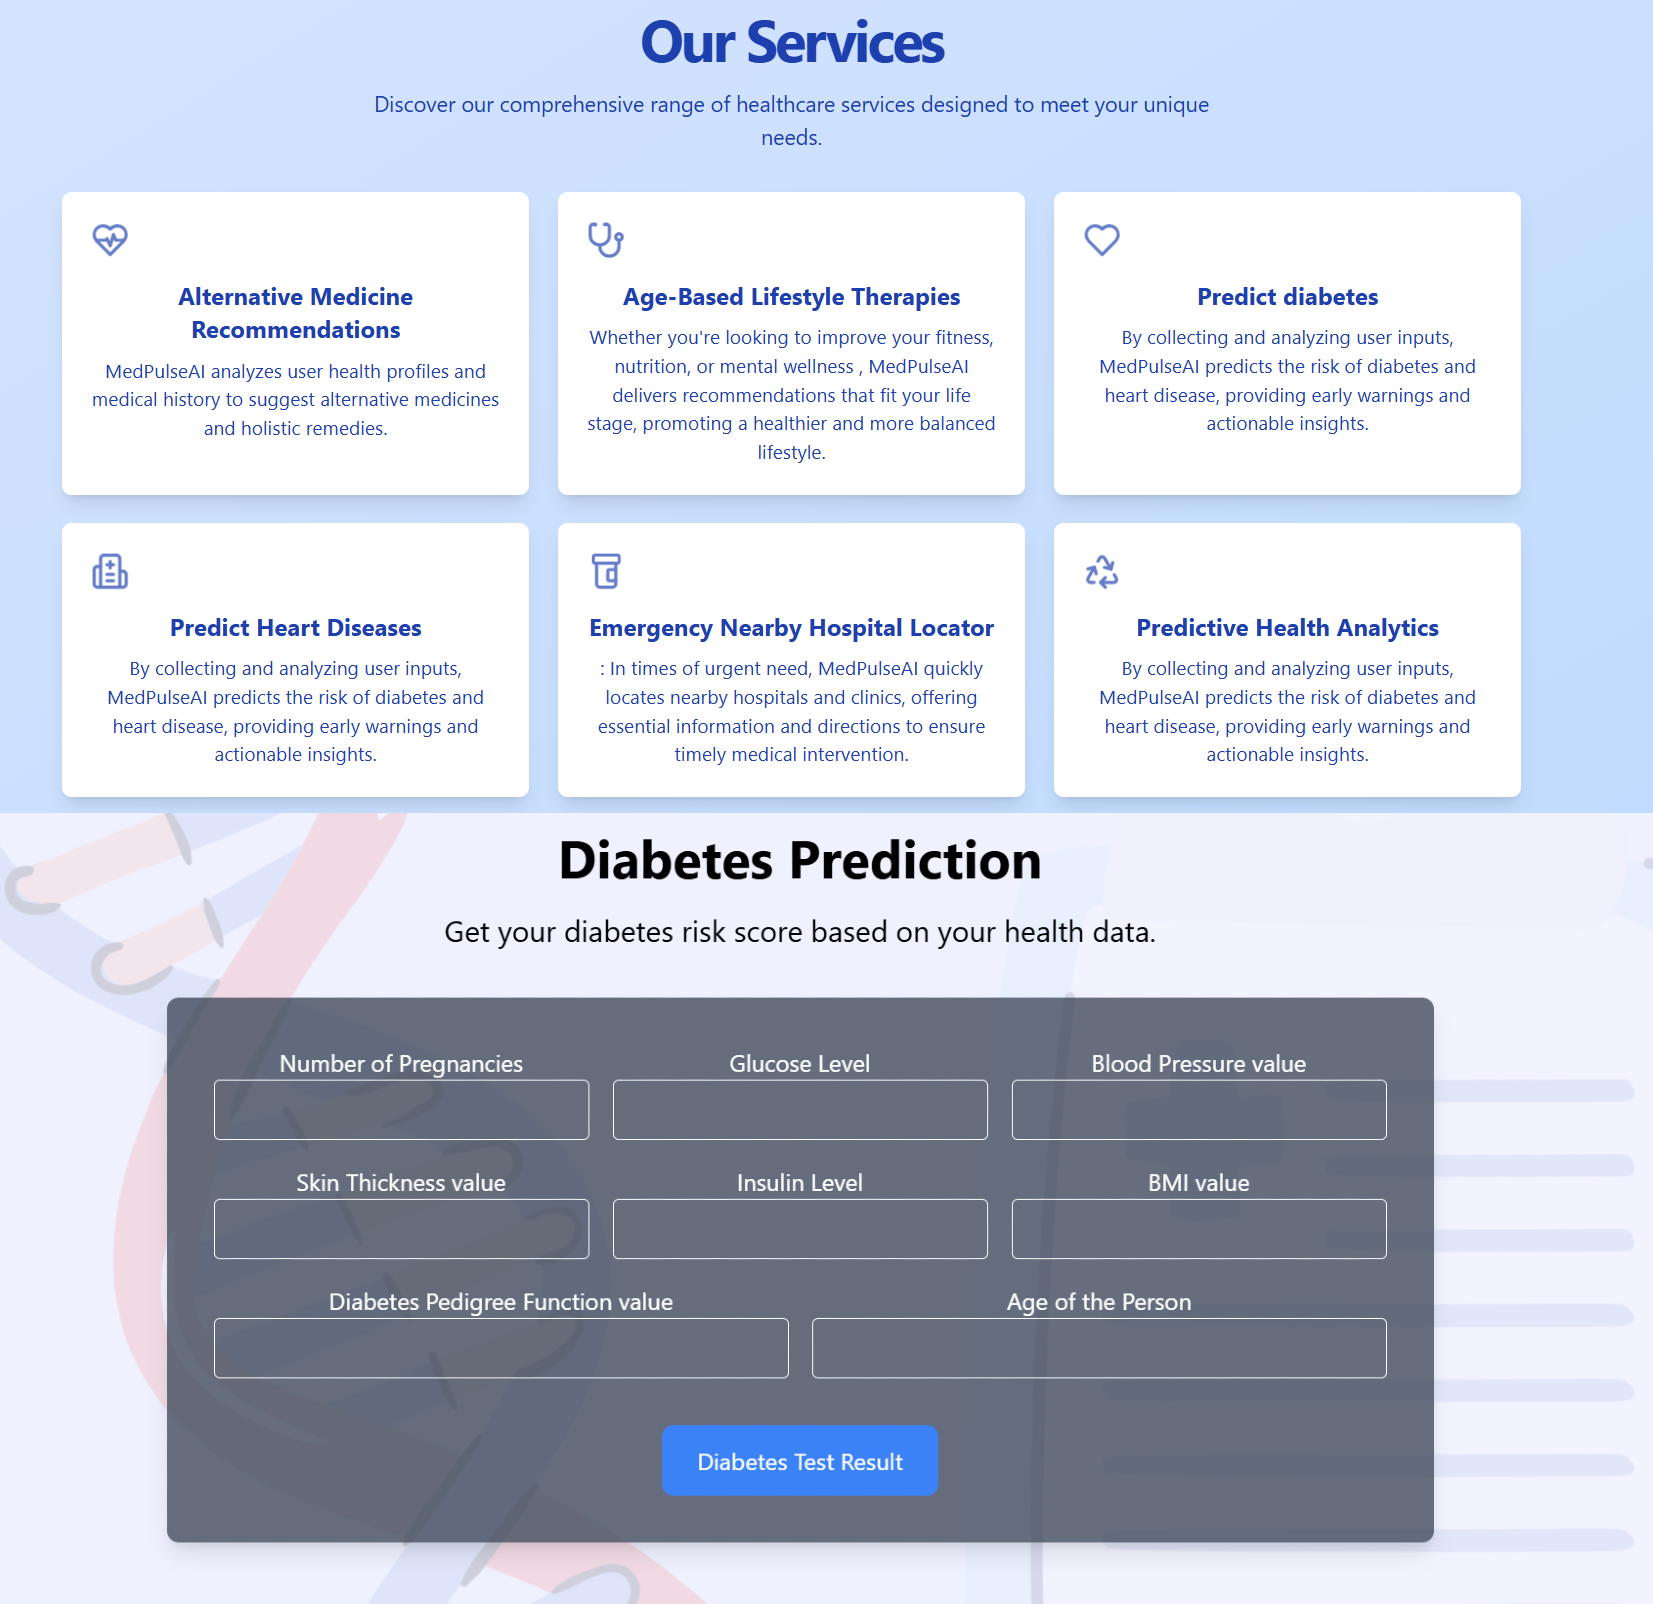 Our Services
Discover our comprehensive range of healthcare services designed to meet your unique
needs.
Alternative Medicine
Recommendations
MedPulseAI analyzes user health profiles and
medical history to suggest alternative medicines
and holistic remedies.
Age-Based Lifestyle Therapies
Whether you're looking to improve your fitness,
nutrition, or mental wellness , MedPulseAI
delivers recommendations that fit your life
stage, promoting a healthier and more balanced
lifestyle.
Predict diabetes
By collecting and analyzing user inputs,
MedPulseAI predicts the risk of diabetes and
heart disease, providing early warnings and
actionable insights.
Predict Heart Diseases
By collecting and analyzing user inputs,
MedPulseAI predicts the risk of diabetes and
heart disease, providing early warnings and
actionable insights.
Emergency Nearby Hospital Locator
: In times of urgent need, MedPulseAI quickly
locates nearby hospitals and clinics, offering
essential information and directions to ensure
timely medical intervention.
Predictive Health Analytics
By collecting and analyzing user inputs,
MedPulseAI predicts the risk of diabetes and
heart disease, providing early warnings and
actionable insights.
Diabetes Prediction
Get your diabetes risk score based on your health data.
Number of Pregnancies
Glucose Level
Blood Pressure value
Skin Thickness value
Insulin Level
BMI value
Diabetes Pedigree Function value
Age of the Person
Diabetes Test Result